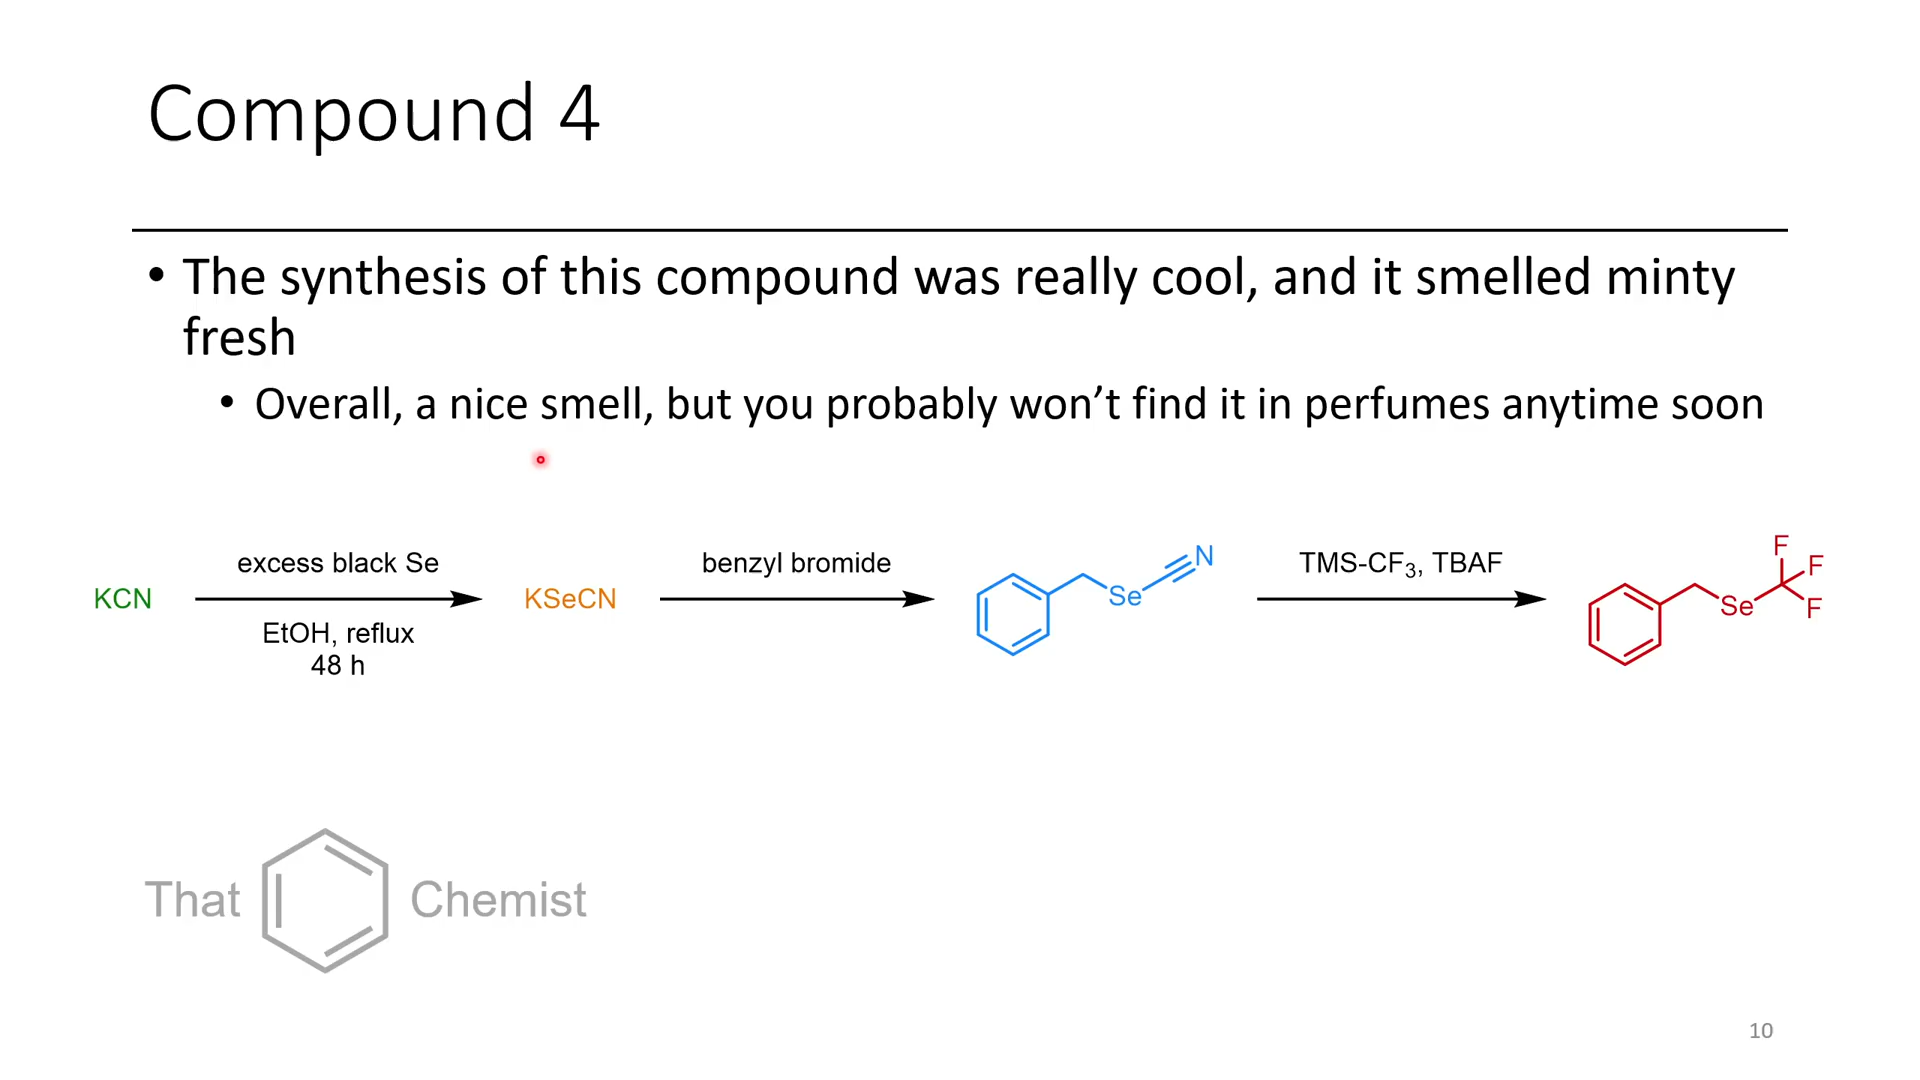 Compound 4
• The synthesis of this compound was really cool, and it smelled minty
fresh
• Overall, a nice smell, but you probably won’t find it in perfumes anytime soon
KCN
excess black Se
EtOH, reflux
48 h
KSeCN
benzyl bromide
Se
N
TMS-CF₃, TBAF
Se
F
F
F
That Chemist
10